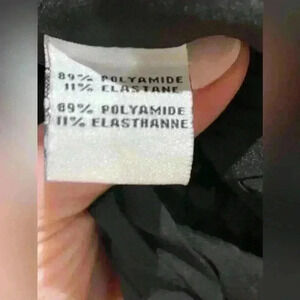 89% POLYAMIDE
11% ELASTANE
89% POLYAMIDE
11% ELASTHANNE